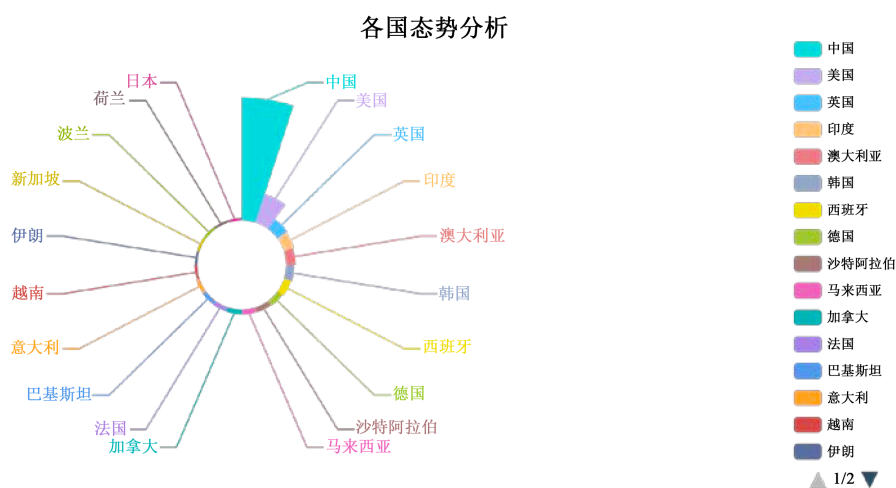 各国态势分析
中国
美国
英国
印度
澳大利亚
韩国
西班牙
德国
沙特阿拉伯
马来西亚
加拿大
法国
巴基斯坦
意大利
越南
伊朗
新加坡
波兰
荷兰
日本
中国
美国
英国
印度
澳大利亚
韩国
西班牙
德国
沙特阿拉伯
马来西亚
加拿大
法国
巴基斯坦
意大利
越南
伊朗
1/2